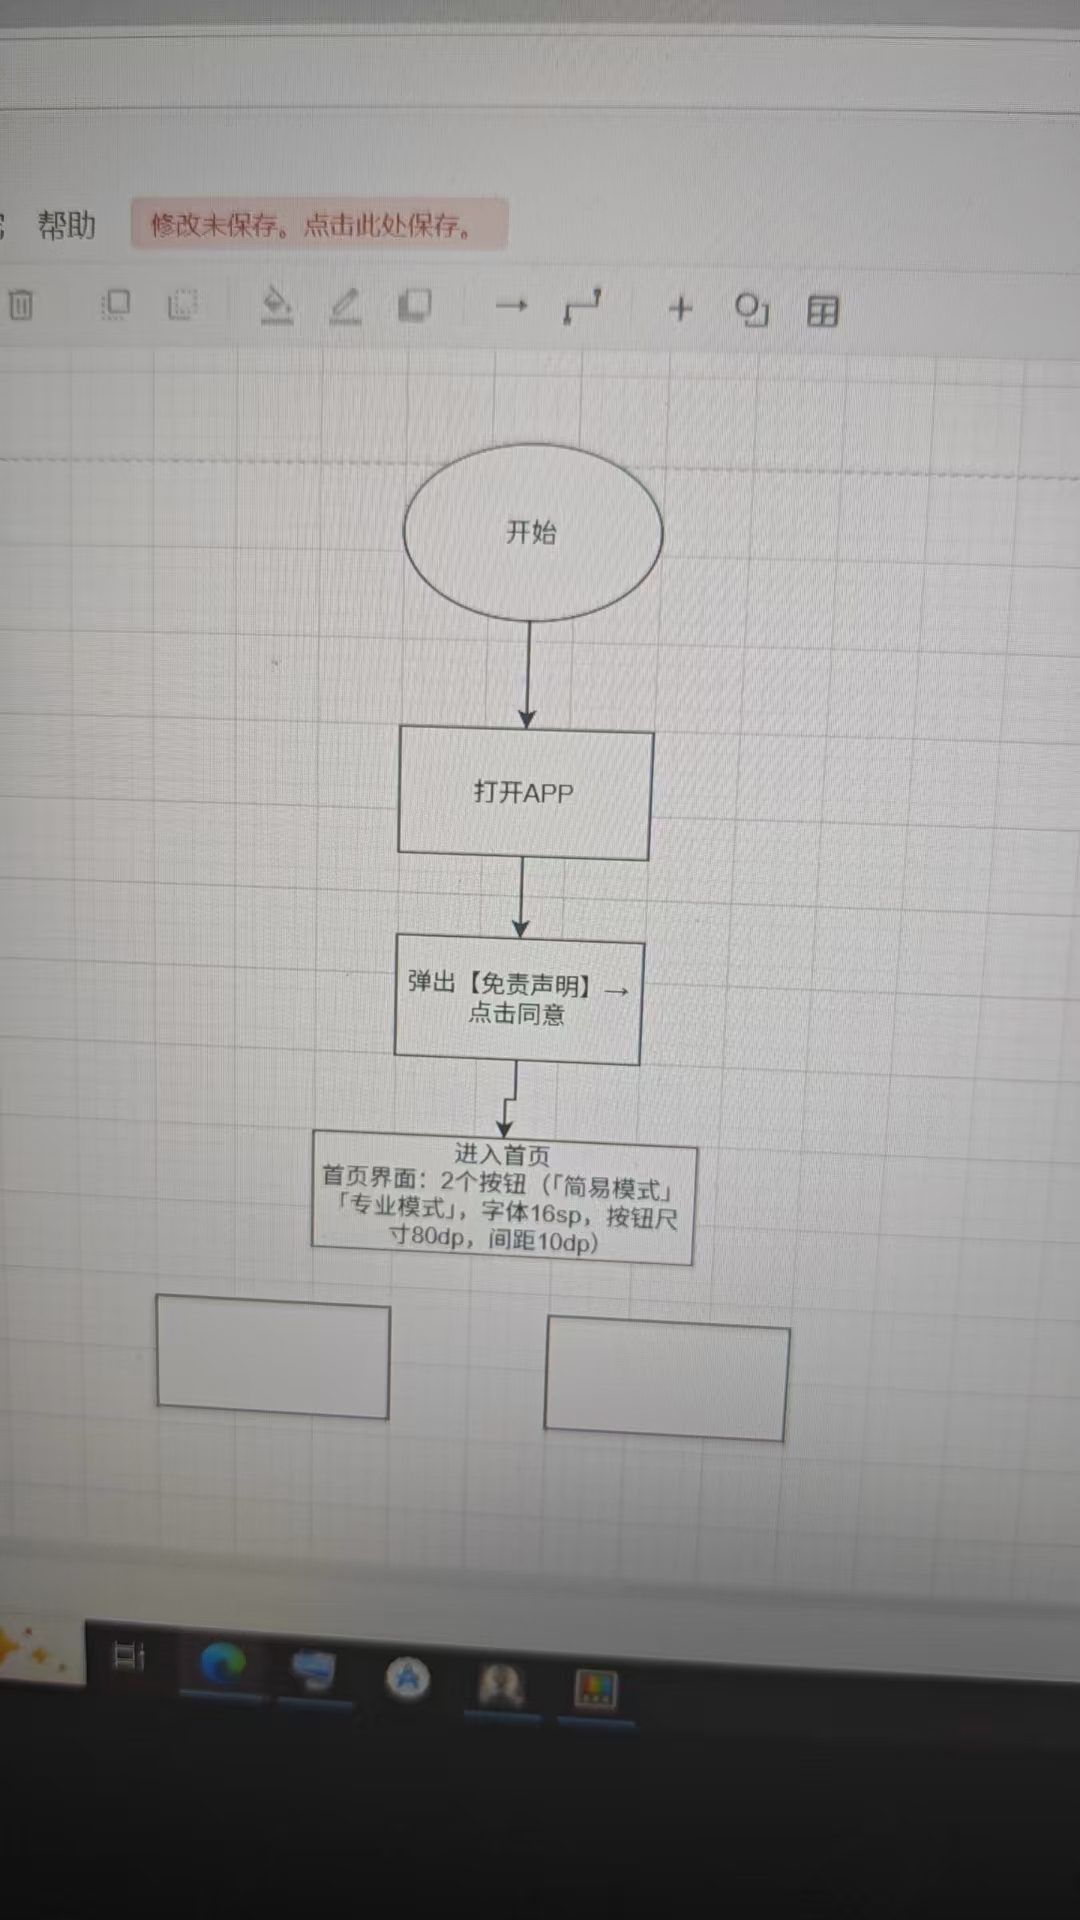 帮助 修改未保存。点击此处保存。
开始
打开APP
弹出【免责声明】→
点击同意
进入首页
首页界面：2个按钮（「简易模式」
「专业模式」，字体16sp，按钮尺
寸80dp，间距10dp）